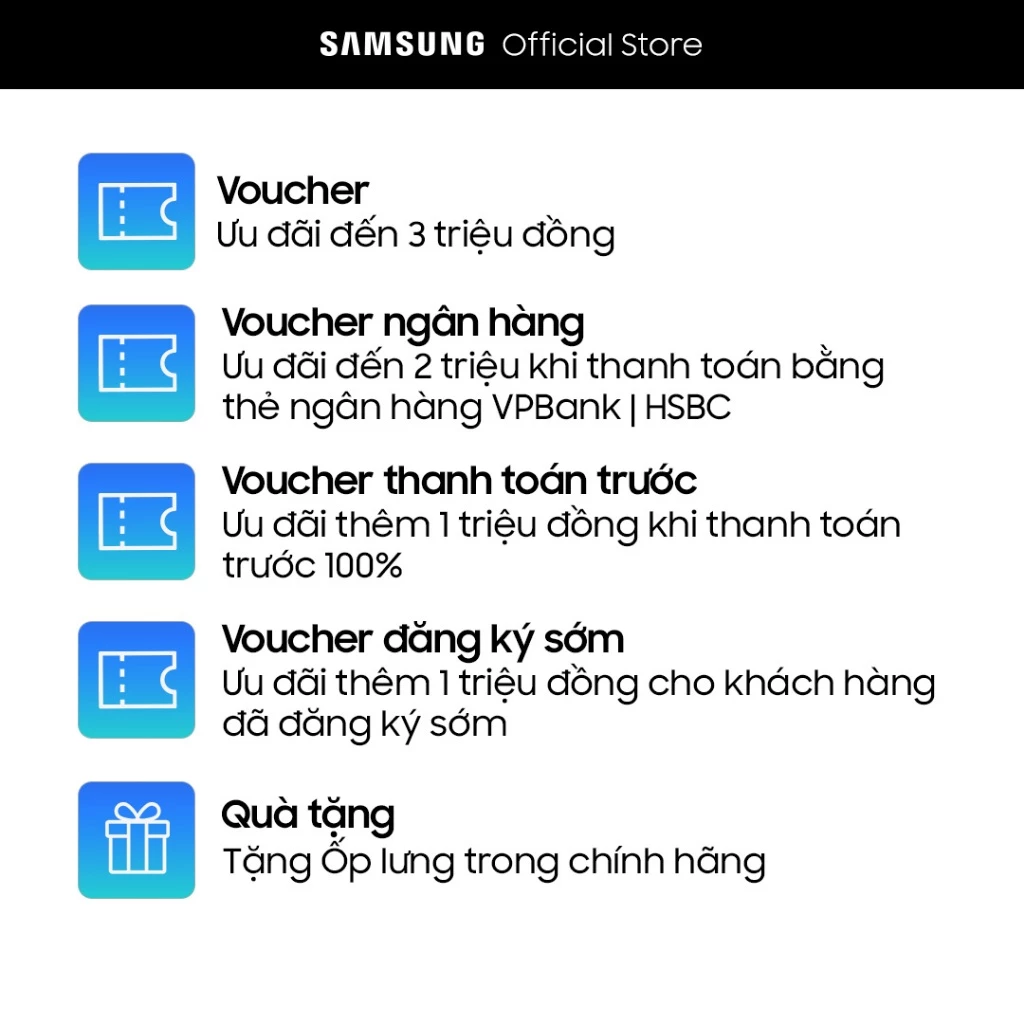 SAMSUNG Official Store
Voucher
Ưu đãi đến 3 triệu đồng
Voucher ngân hàng
Ưu đãi đến 2 triệu khi thanh toán bằng
thẻ ngân hàng VPBank | HSBC
Voucher thanh toán trước
Ưu đãi thêm 1 triệu đồng khi thanh toán
trước 100%
Voucher đăng ký sớm
Ưu đãi thêm 1 triệu đồng cho khách hàng
đã đăng ký sớm
Quà tặng
Tặng Ốp lưng trong chính hãng